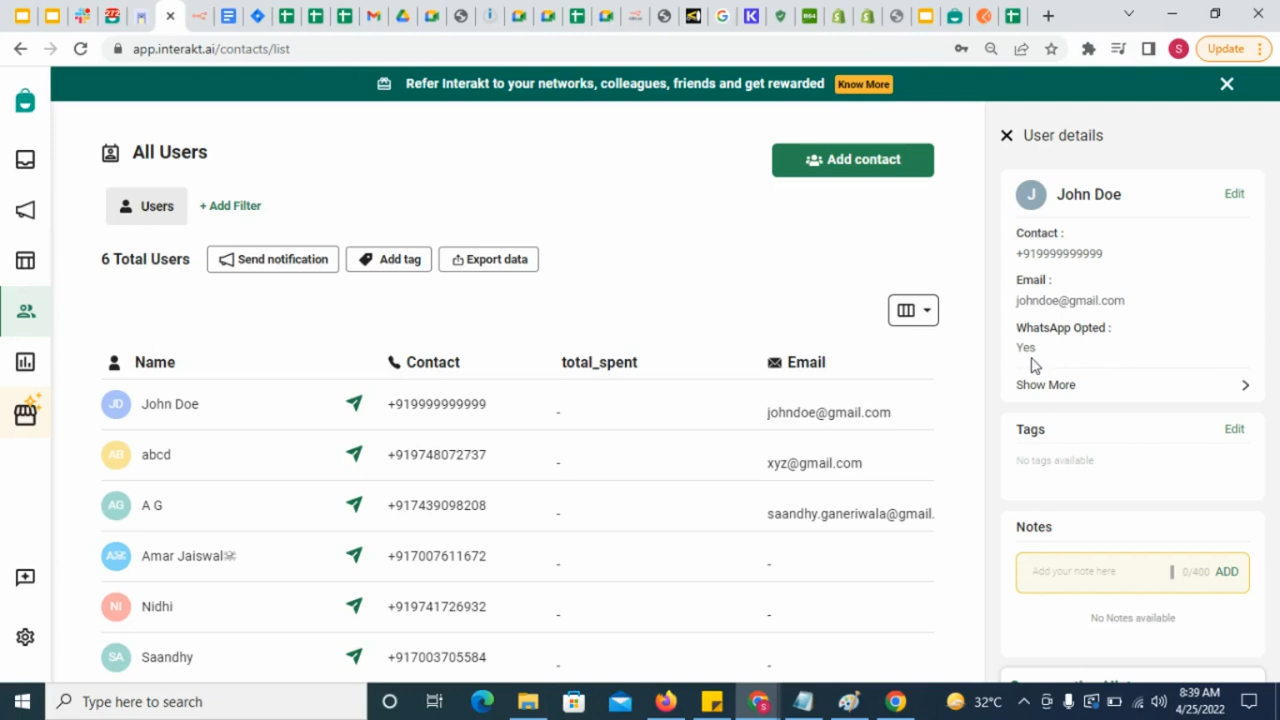 app.interakt.ai/contacts/list
S
Update
Refer Interakt to your networks, colleagues, friends and get rewarded Know More
All Users
Add contact
Users
+ Add Filter
6 Total Users
Send notification
Add tag
Export data
Name Contact total_spent Email
JD John Doe +919999999999 - johndoe@gmail.com
AB abcd +919748072737 - xyz@gmail.com
AG A G +917439098208 - saandhy.ganeriwala@gmail.
Amar Jaiswal +917007611672 - -
NI Nidhi +919741726932 - -
SA Saandhy +917003705584 - -
User details
J John Doe Edit
Contact :
+919999999999
Email :
johndoe@gmail.com
WhatsApp Opted :
Yes
Show More
Tags Edit
No tags available
Notes
Add your note here 0/400 ADD
No Notes available
Type here to search
32°C
8:39 AM
4/25/2022